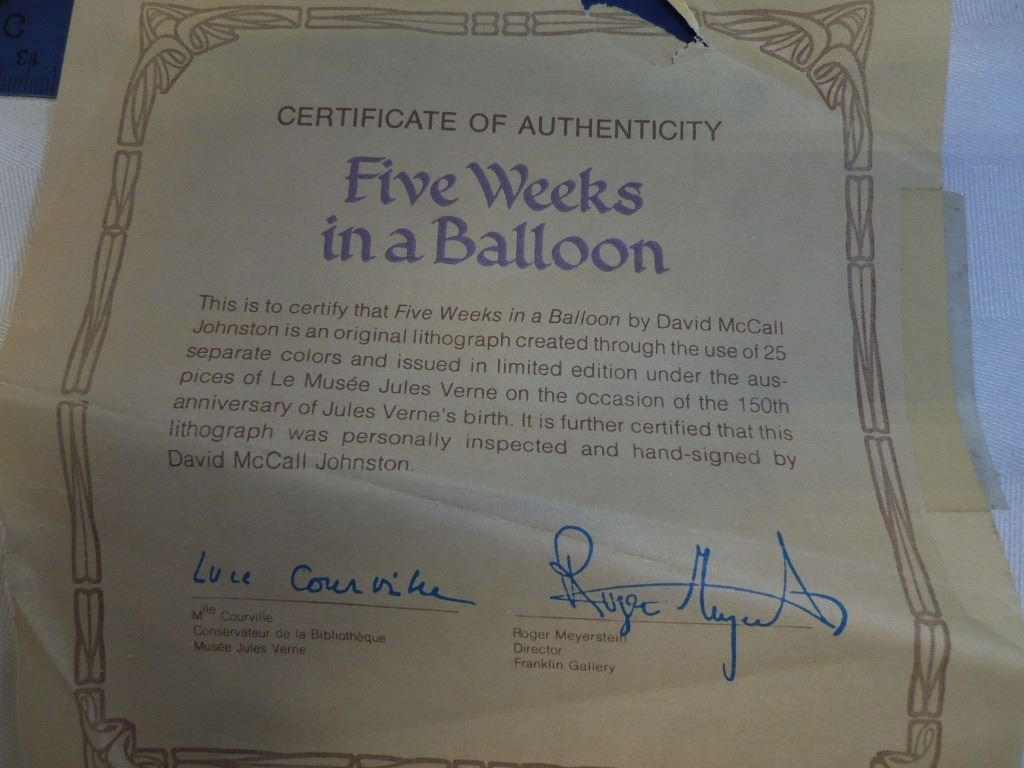 13
CERTIFICATE OF AUTHENTICITY
Five Weeks
in a Balloon
This is to certify that Five Weeks in a Balloon by David McCall
Johnston is an original lithograph created through the use of 25
separate colors and issued in limited edition under the aus-
pices of Le Musée Jules Verne on the occasion of the 150th
anniversary of Jules Verne's birth. It is further certified that this
lithograph was personally inspected and hand-signed by
David McCall Johnston.
Luce Courville
Mlle Courville
Conservateur de la Bibliothèque
Musée Jules Verne
Roger Meyerstein
Director
Franklin Gallery